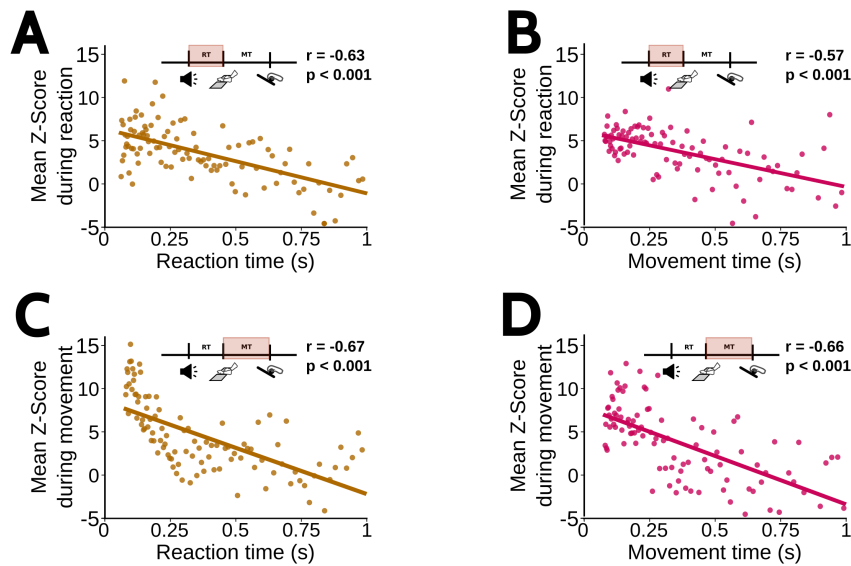 A
Mean Z-Score
during reaction
15
10
5
0
-5
RT
MT
r = -0.63
p < 0.001
0
0.25
0.5
0.75
1
Reaction time (s)
B
Mean Z-Score
during reaction
15
10
5
0
-5
RT
MT
r = -0.57
p < 0.001
0
0.25
0.5
0.75
1
Movement time (s)
C
Mean Z-Score
during movement
15
10
5
0
-5
RT
MT
r = -0.67
p < 0.001
0
0.25
0.5
0.75
1
Reaction time (s)
D
Mean Z-Score
during movement
15
10
5
0
-5
RT
MT
r = -0.66
p < 0.001
0
0.25
0.5
0.75
1
Movement time (s)